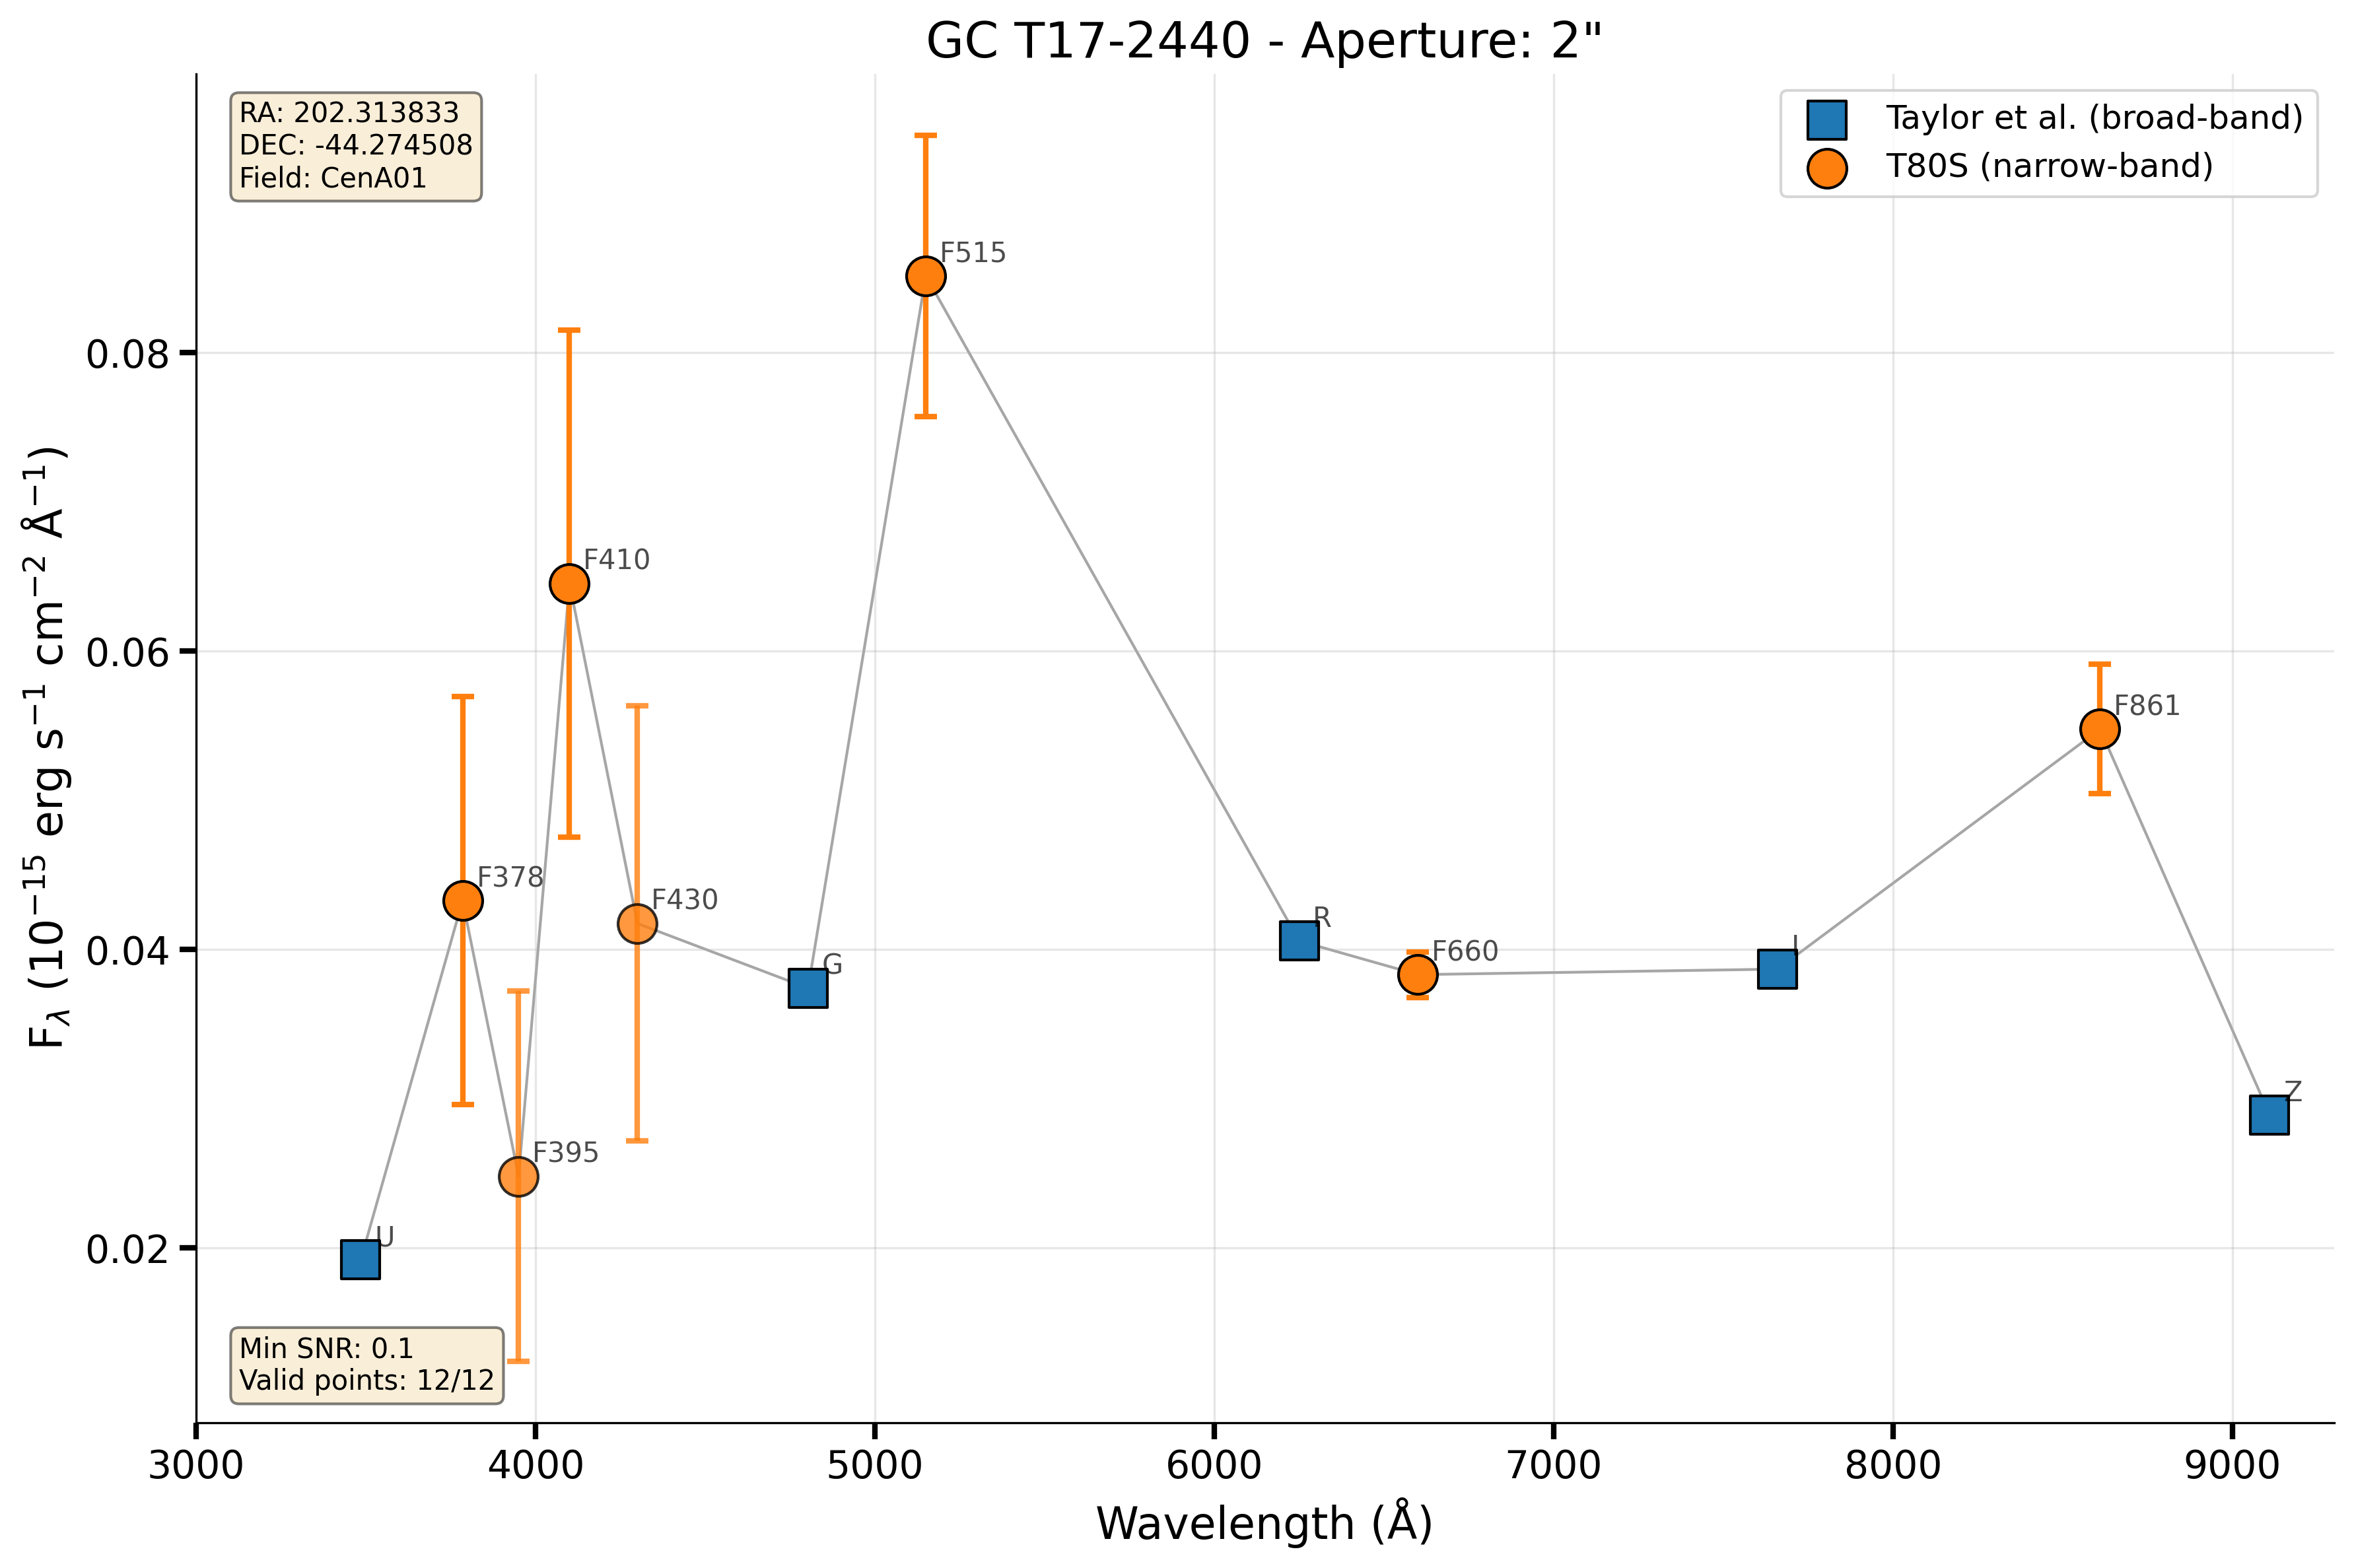 GC T17-2440 - Aperture: 2"
RA: 202.313833
DEC: -44.274508
Field: CenA01
Taylor et al. (broad-band)
T80S (narrow-band)
F515
0.08
F410
0.06
F861
F378
F430
R
F660
I
G
0.04
Z
F395
U
0.02
Min SNR: 0.1
Valid points: 12/12
3000 4000 5000 6000 7000 8000 9000
Wavelength (Å)
F_λ (10⁻¹⁵ erg s⁻¹ cm⁻² Å⁻¹)